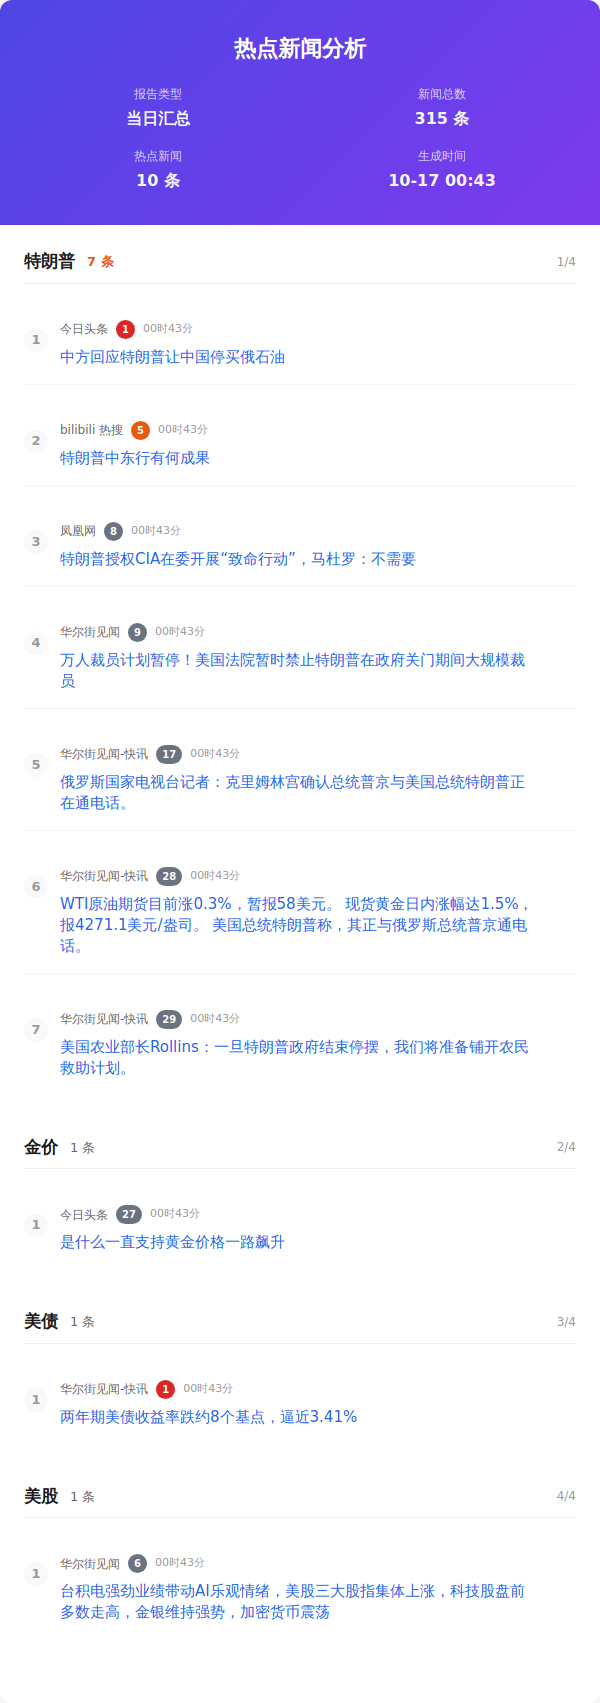 热点新闻分析
报告类型
新闻总数
当日汇总
315 条
热点新闻
生成时间
10 条
10-17 00:43
特朗普 7 条 1/4
1
今日头条 1 00时43分
中方回应特朗普让中国停买俄石油
2
bilibili 热搜 5 00时43分
特朗普中东行有何成果
3
凤凰网 8 00时43分
特朗普授权CIA在委开展“致命行动”，马杜罗：不需要
4
华尔街见闻 9 00时43分
万人裁员计划暂停！美国法院暂时禁止特朗普在政府关门期间大规模裁
员
5
华尔街见闻-快讯 17 00时43分
俄罗斯国家电视台记者：克里姆林宫确认总统普京与美国总统特朗普正
在通电话。
6
华尔街见闻-快讯 28 00时43分
WTI原油期货目前涨0.3%，暂报58美元。 现货黄金日内涨幅达1.5%，
报4271.1美元/盎司。 美国总统特朗普称，其正与俄罗斯总统普京通电
话。
7
华尔街见闻-快讯 29 00时43分
美国农业部长Rollins：一旦特朗普政府结束停摆，我们将准备铺开农民
救助计划。
金价 1 条 2/4
1
今日头条 27 00时43分
是什么一直支持黄金价格一路飙升
美债 1 条 3/4
1
华尔街见闻-快讯 1 00时43分
两年期美债收益率跌约8个基点，逼近3.41%
美股 1 条 4/4
1
华尔街见闻 6 00时43分
台积电强劲业绩带动AI乐观情绪，美股三大股指集体上涨，科技股盘前
多数走高，金银维持强势，加密货币震荡